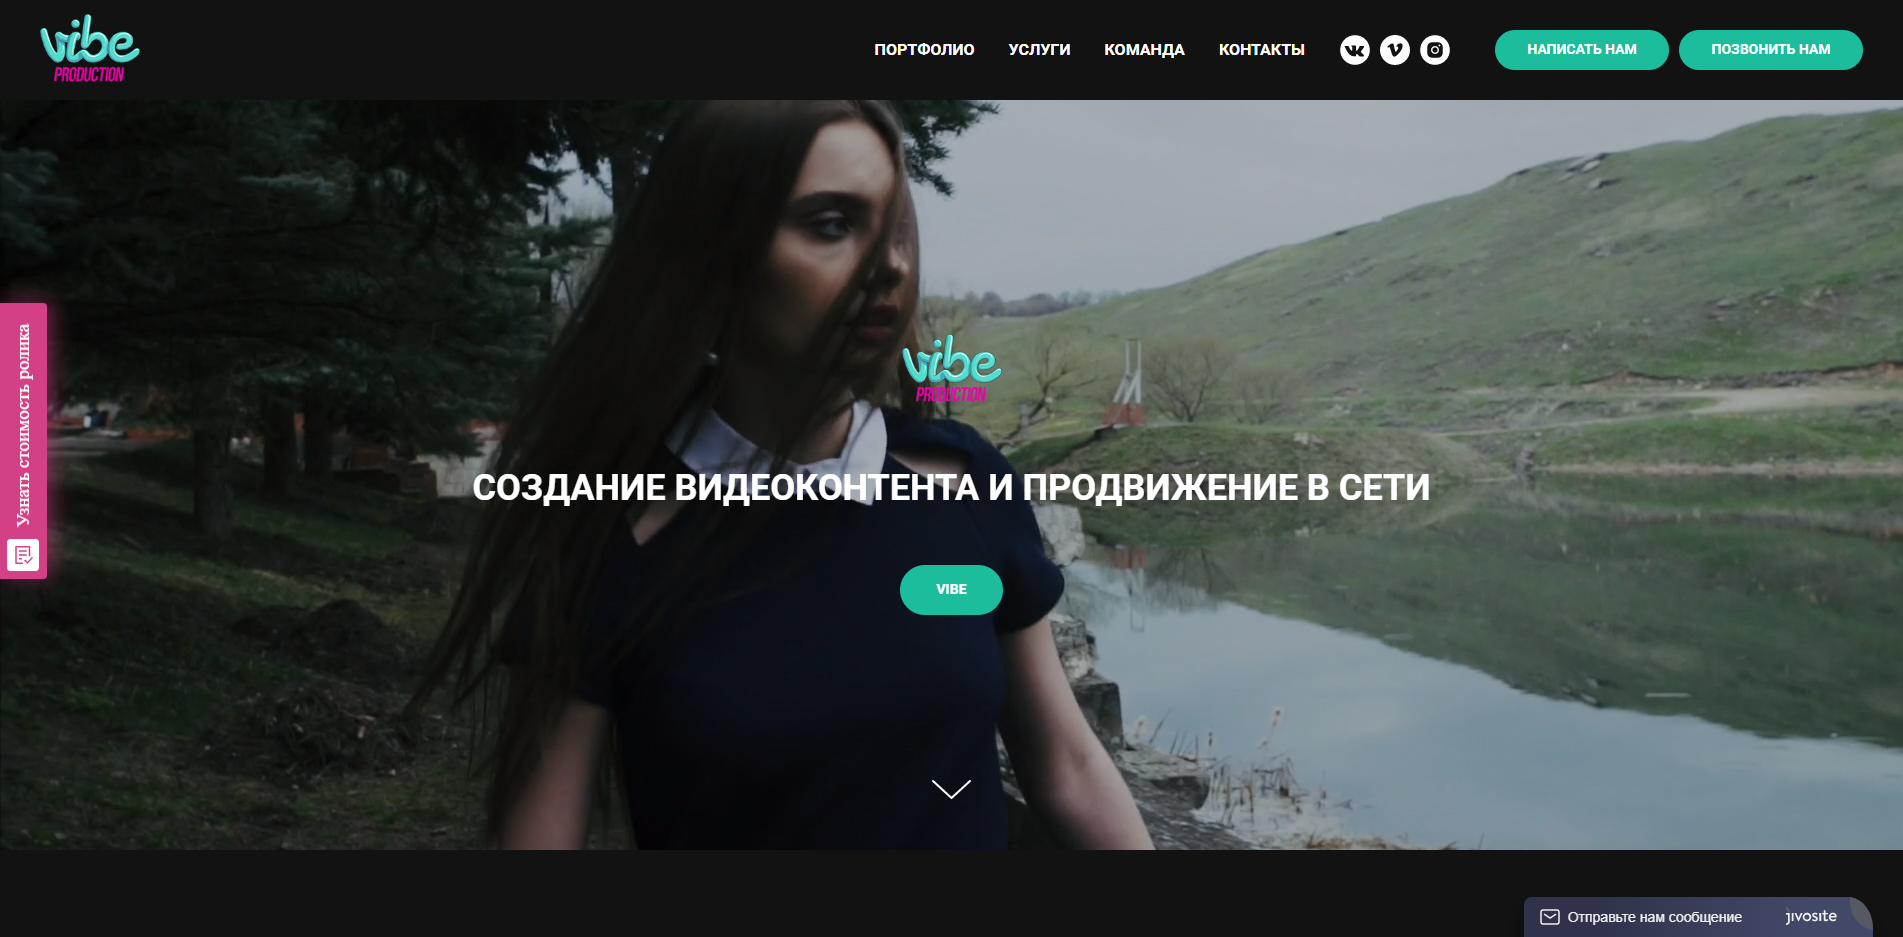 vibe
PRODUCTION
ПОРТФОЛИО
УСЛУГИ
КОМАНДА
КОНТАКТЫ
НАПИСАТЬ НАМ
ПОЗВОНИТЬ НАМ
Узнать стоимость ролика
vibe
PRODUCTION
СОЗДАНИЕ ВИДЕОКОНТЕНТА И ПРОДВИЖЕНИЕ В СЕТИ
VIBE
Отправьте нам сообщение
jivosite